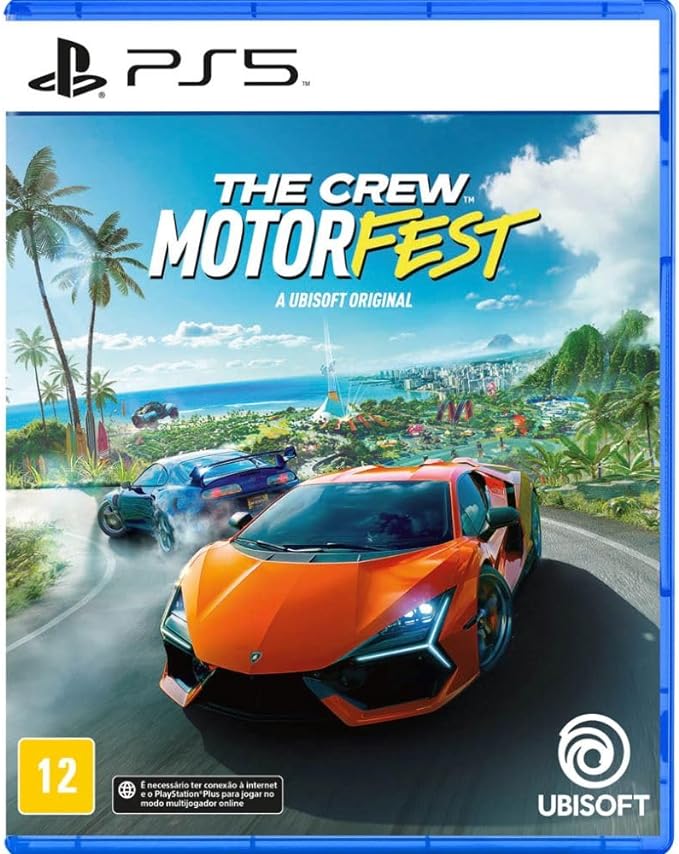 PS5
THE CREW™
MOTORFEST
A UBISOFT ORIGINAL
12
É necessário ter conexão à internet
e o PlayStation®Plus para jogar no
modo multijogador online
UBISOFT